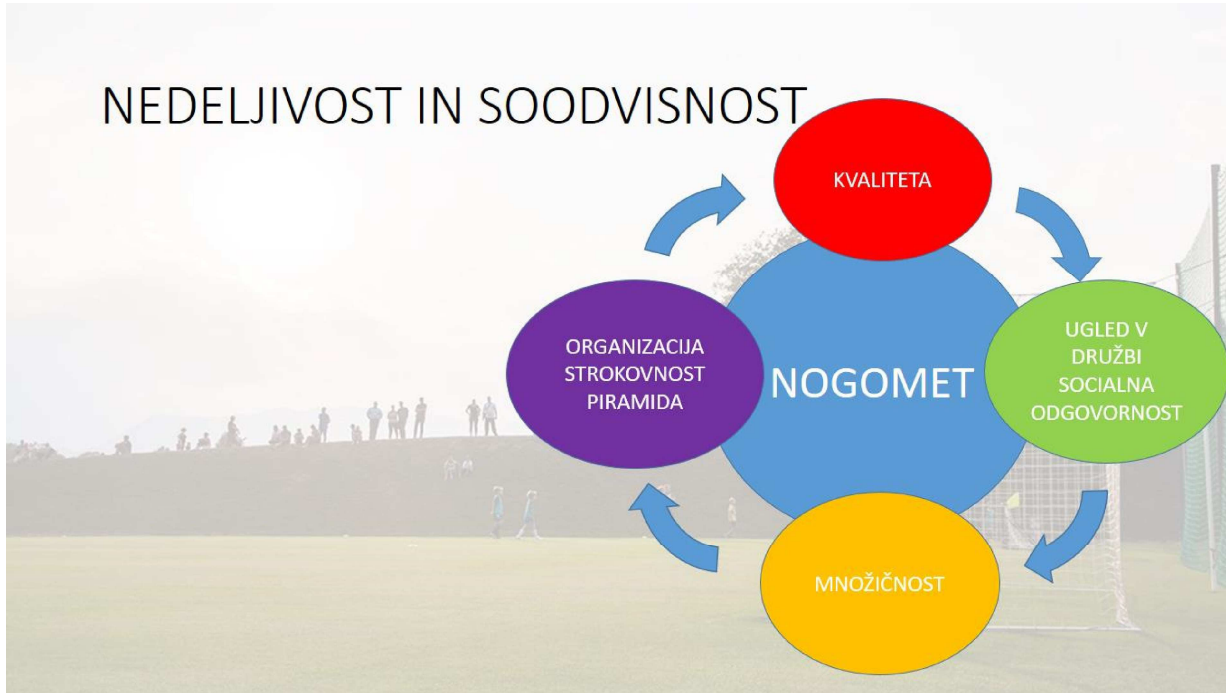 NEDELJIVOST IN SOODVISNOST
KVALITETA
UGLED V
DRUŽBI
SOCIALNA
ODGOVORNOST
ORGANIZACIJA
STROKOVNOST
PIRAMIDA
NOGOMET
MNOŽIČNOST